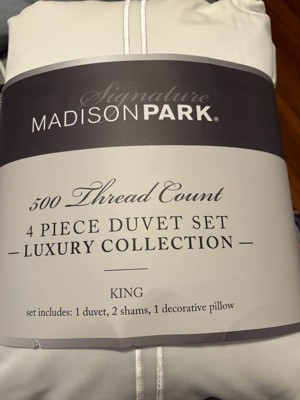 Signature
MADISON PARK®
500 Thread Count
4 PIECE DUVET SET
— LUXURY COLLECTION —
KING
set includes: 1 duvet, 2 shams, 1 decorative pillow